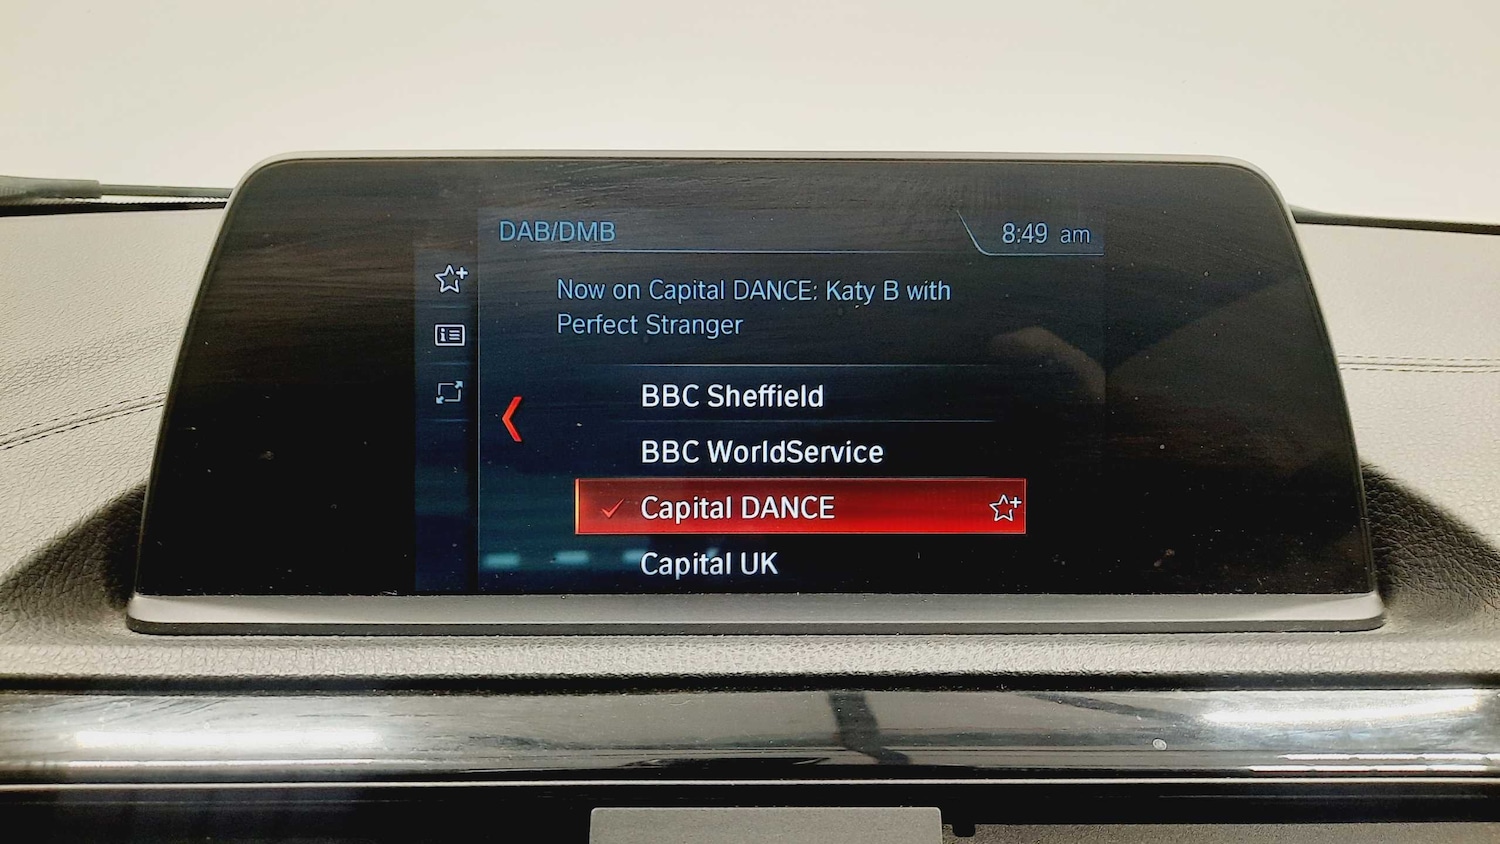 DAB/DMB
8:49 am
Now on Capital DANCE: Katy B with
Perfect Stranger
BBC Sheffield
BBC WorldService
Capital DANCE
Capital UK